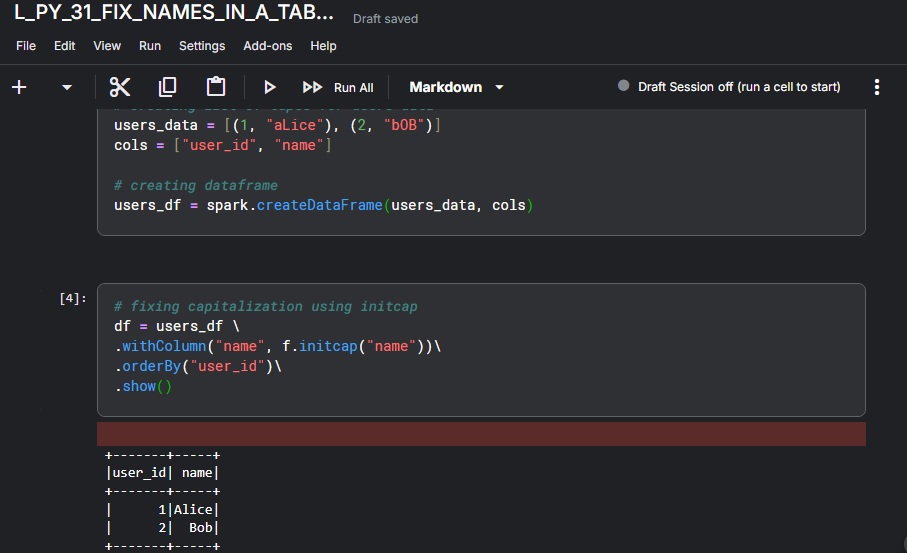 L_PY_31_FIX_NAMES_IN_A_TAB...
Draft saved
File Edit View Run Settings Add-ons Help
Run All Markdown Draft Session off (run a cell to start)
users_data = [(1, "aLice"), (2, "bOB")]
cols = ["user_id", "name"]
# creating dataframe
users_df = spark.createDataFrame(users_data, cols)
[4]:
# fixing capitalization using initcap
df = users_df \
.withColumn("name", f.initcap("name"))\
.orderBy("user_id")\
.show()
+-------+-----+
|user_id| name|
+-------+-----+
|      1|Alice|
|      2|  Bob|
+-------+-----+